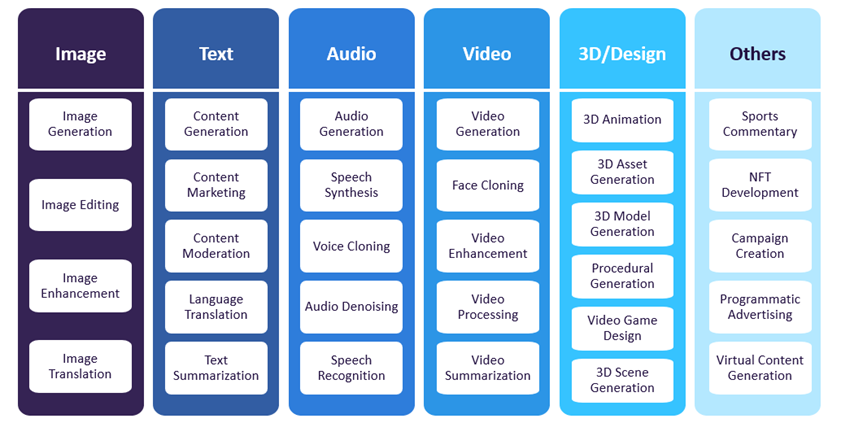 Image
Text
Audio
Video
3D/Design
Others
Image
Generation
Image Editing
Image
Enhancement
Image
Translation
Content
Generation
Content
Marketing
Content
Moderation
Language
Translation
Text
Summarization
Audio
Generation
Speech
Synthesis
Voice Cloning
Audio Denoising
Speech
Recognition
Video
Generation
Face Cloning
Video
Enhancement
Video
Processing
Video
Summarization
3D Animation
3D Asset
Generation
3D Model
Generation
Procedural
Generation
Video Game
Design
3D Scene
Generation
Sports
Commentary
NFT
Development
Campaign
Creation
Programmatic
Advertising
Virtual Content
Generation